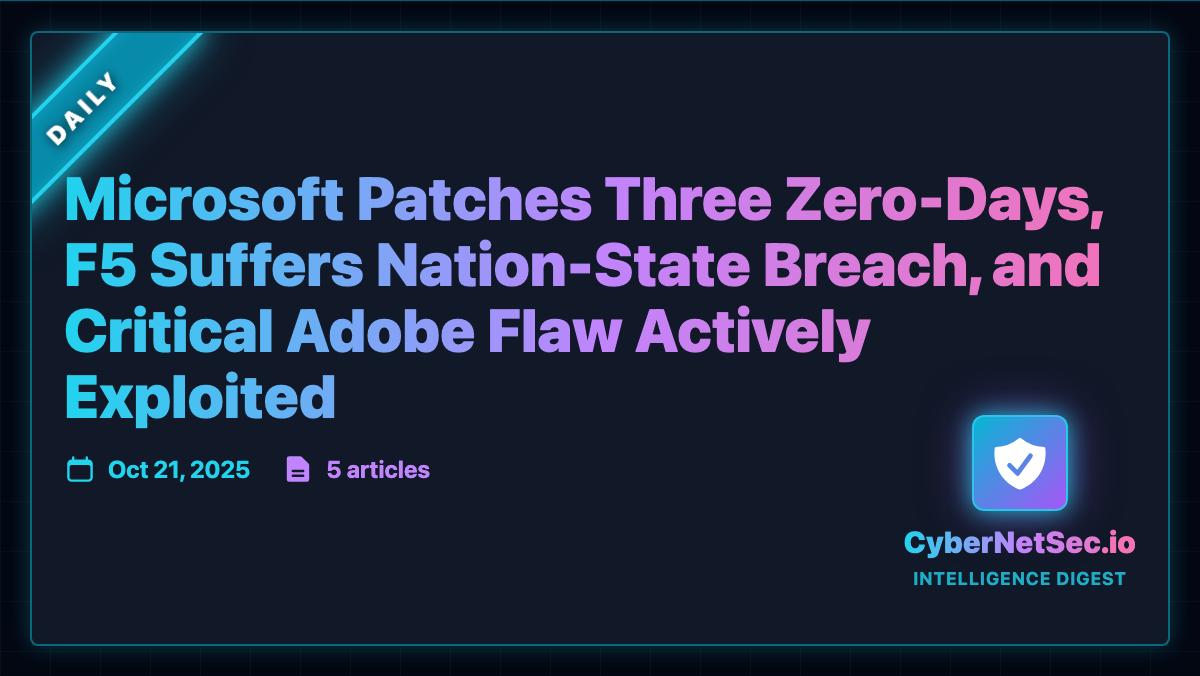 DAILY
Microsoft Patches Three Zero-Days,
F5 Suffers Nation-State Breach, and
Critical Adobe Flaw Actively
Exploited
Oct 21, 2025
5 articles
CyberNetSec.io
INTELLIGENCE DIGEST